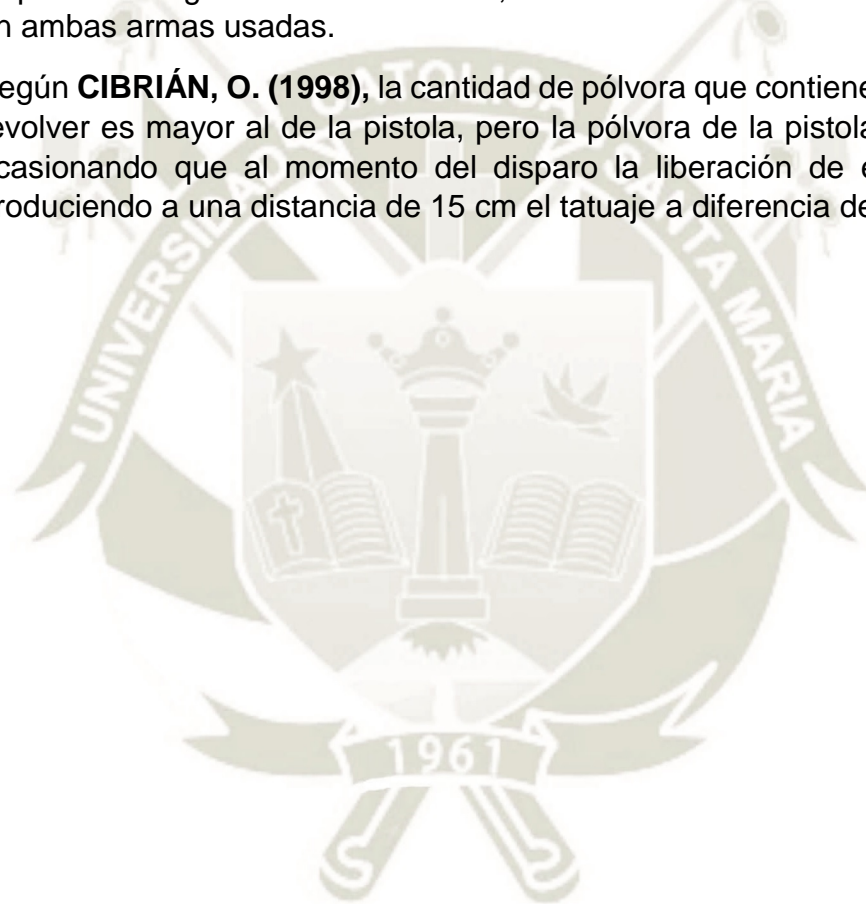 n ambas armas usadas.
egún CIBRIÁN, O. (1998), la cantidad de pólvora que contiene
evolver es mayor al de la pistola, pero la pólvora de la pistola
casionando que al momento del disparo la liberación de e
roduciendo a una distancia de 15 cm el tatuaje a diferencia de
UNIVERSIDAD CATOLICA SANTA MARIA
1961